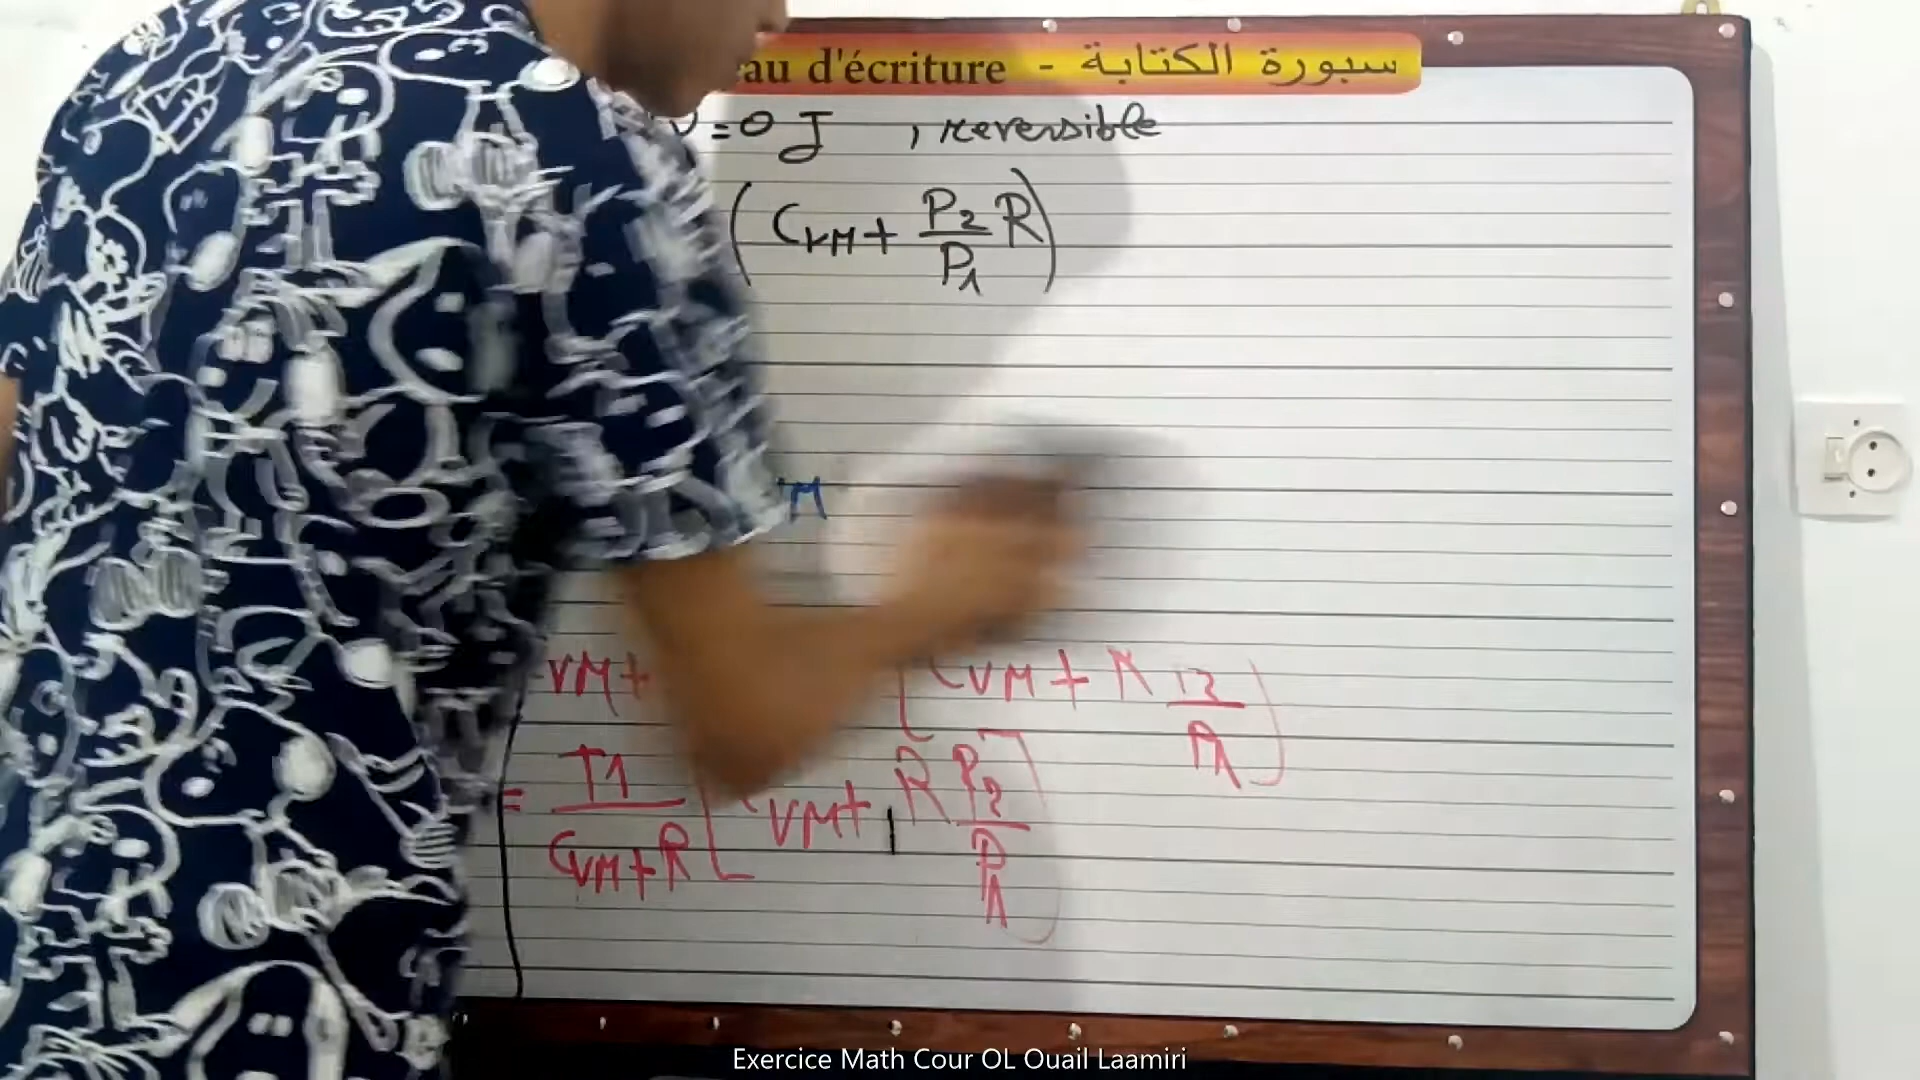 au d'écriture - سبورة الكتابة
=0 J , reversible
( CVM + P2/P1 R )
M
VM+ [ CVM + R P2/P1 ]
= T1/(CVM+R) [ CVM + R P2/P1 ]
Exercice Math Cour OL Ouail Laamiri